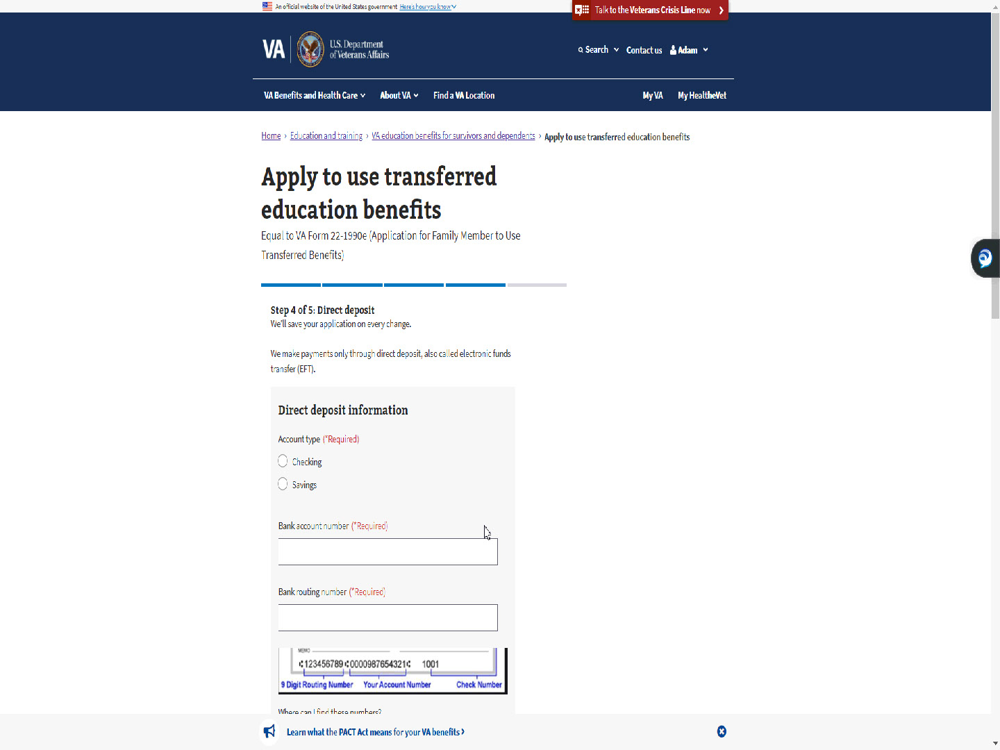 An official website of the United States government Here's how you know
Talk to the Veterans Crisis Line now
VA
U.S. Department
of Veterans Affairs
Search
Contact us
Adam
VA Benefits and Health Care
About VA
Find a VA Location
My VA
My HealtheVet
Home › Education and training › VA education benefits for survivors and dependents › Apply to use transferred education benefits
Apply to use transferred
education benefits
Equal to VA Form 22-1990e (Application for Family Member to Use
Transferred Benefits)
Step 4 of 5: Direct deposit
We'll save your application on every change.
We make payments only through direct deposit, also called electronic funds
transfer (EFT).
Direct deposit information
Account type (*Required)
Checking
Savings
Bank account number (*Required)
Bank routing number (*Required)
MEMO
⑆123456789⑆0000987654321⑆ 1001
9 Digit Routing Number Your Account Number Check Number
Where can I find these numbers?
Learn what the PACT Act means for your VA benefits